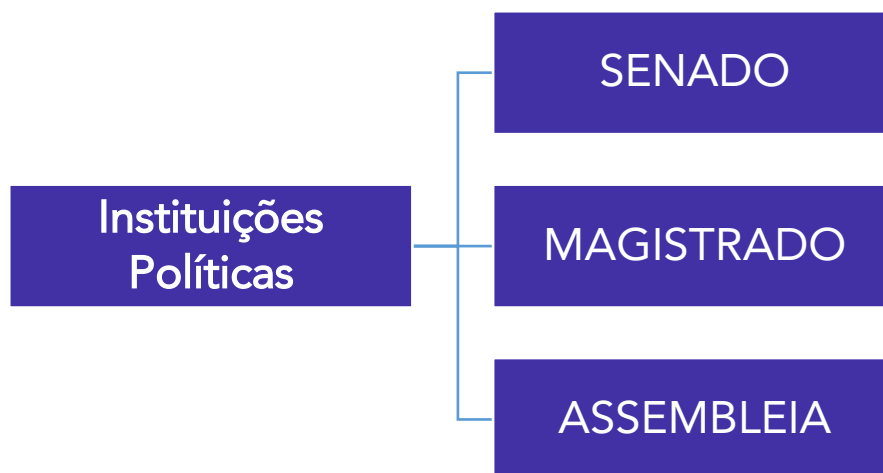 SENADO
Instituições
Políticas
MAGISTRADO
ASSEMBLEIA